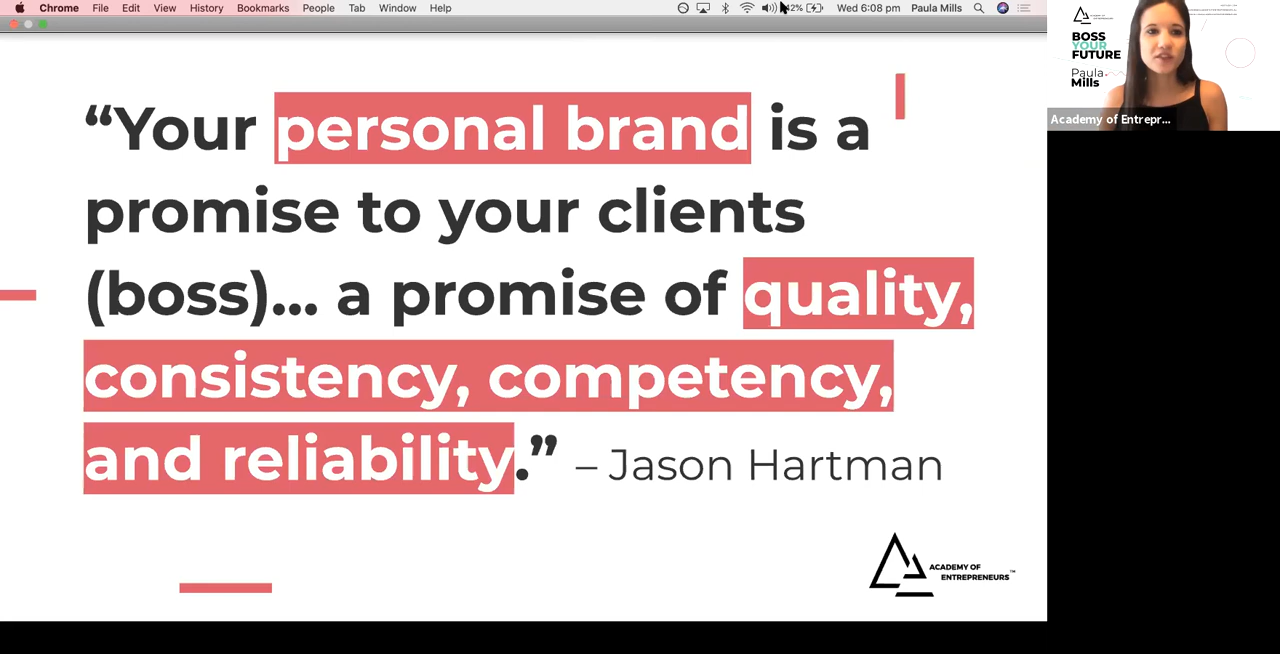 Chrome File Edit View History Bookmarks People Tab Window Help 42% Wed 6:08 pm Paula Mills
“Your personal brand is a
promise to your clients
(boss)... a promise of quality,
consistency, competency,
and reliability.” – Jason Hartman
ACADEMY OF
ENTREPRENEURS™
BOSS
YOUR
FUTURE
Paula
Mills
Academy of Entrepr...